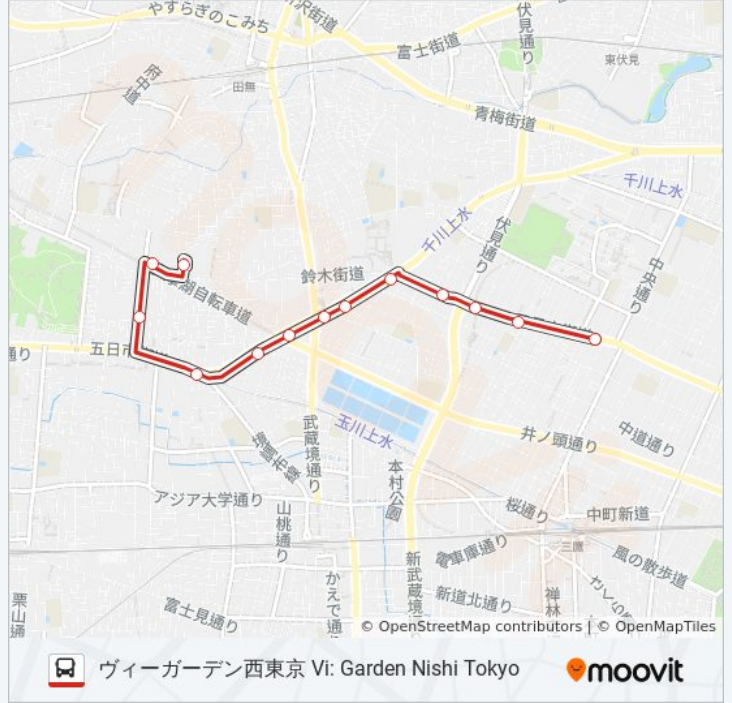 やすらぎのこみち
沢街道
富士街道
伏見通り
東伏見
府中道
田無
青梅街道
千川上水
千川上水
伏見通り
中央通り
鈴木街道
湖自転車道
五日市
通り
玉川上水
武蔵境通り
井ノ頭通り
中道通り
本村公園
アジア大学通り
山桃通り
桜通り
中町新道
電車庫通り
三鷹
風の散歩道
新武蔵境
かえで通
新道北通り
禅林
富士見通り
栗山通
© OpenStreetMap contributors | © OpenMapTiles
ヴィーガーデン西東京 Vi: Garden Nishi Tokyo
moovit